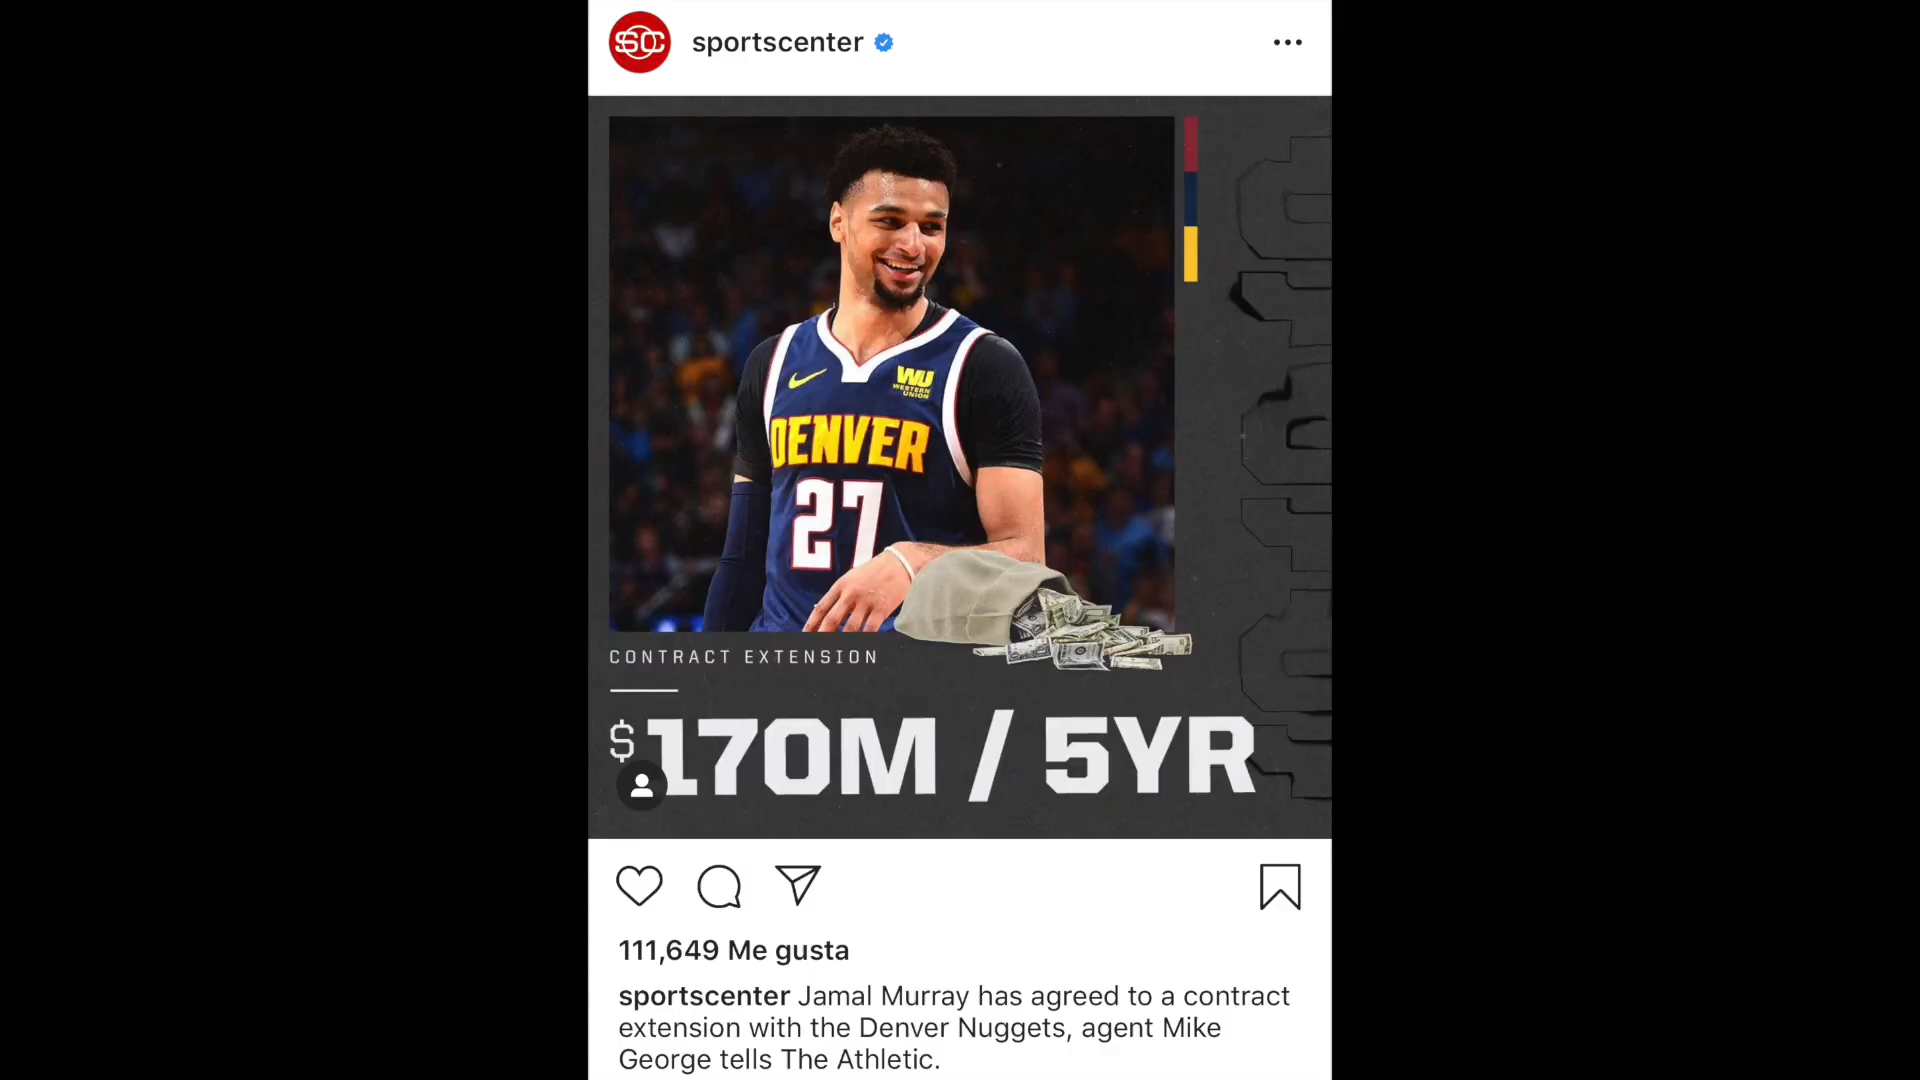 SC sportscenter
WU
WESTERN
UNION
DENVER
27
CONTRACT EXTENSION
$170M / 5YR
111,649 Me gusta
sportscenter Jamal Murray has agreed to a contract
extension with the Denver Nuggets, agent Mike
George tells The Athletic.